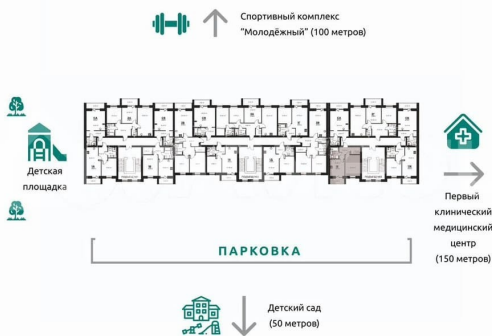 Спортивный комплекс
"Молодёжный" (100 метров)
Детская
площадка
Первый
клинический
медицинский
центр
(150 метров)
ПАРКОВКА
Детский сад
(50 метров)